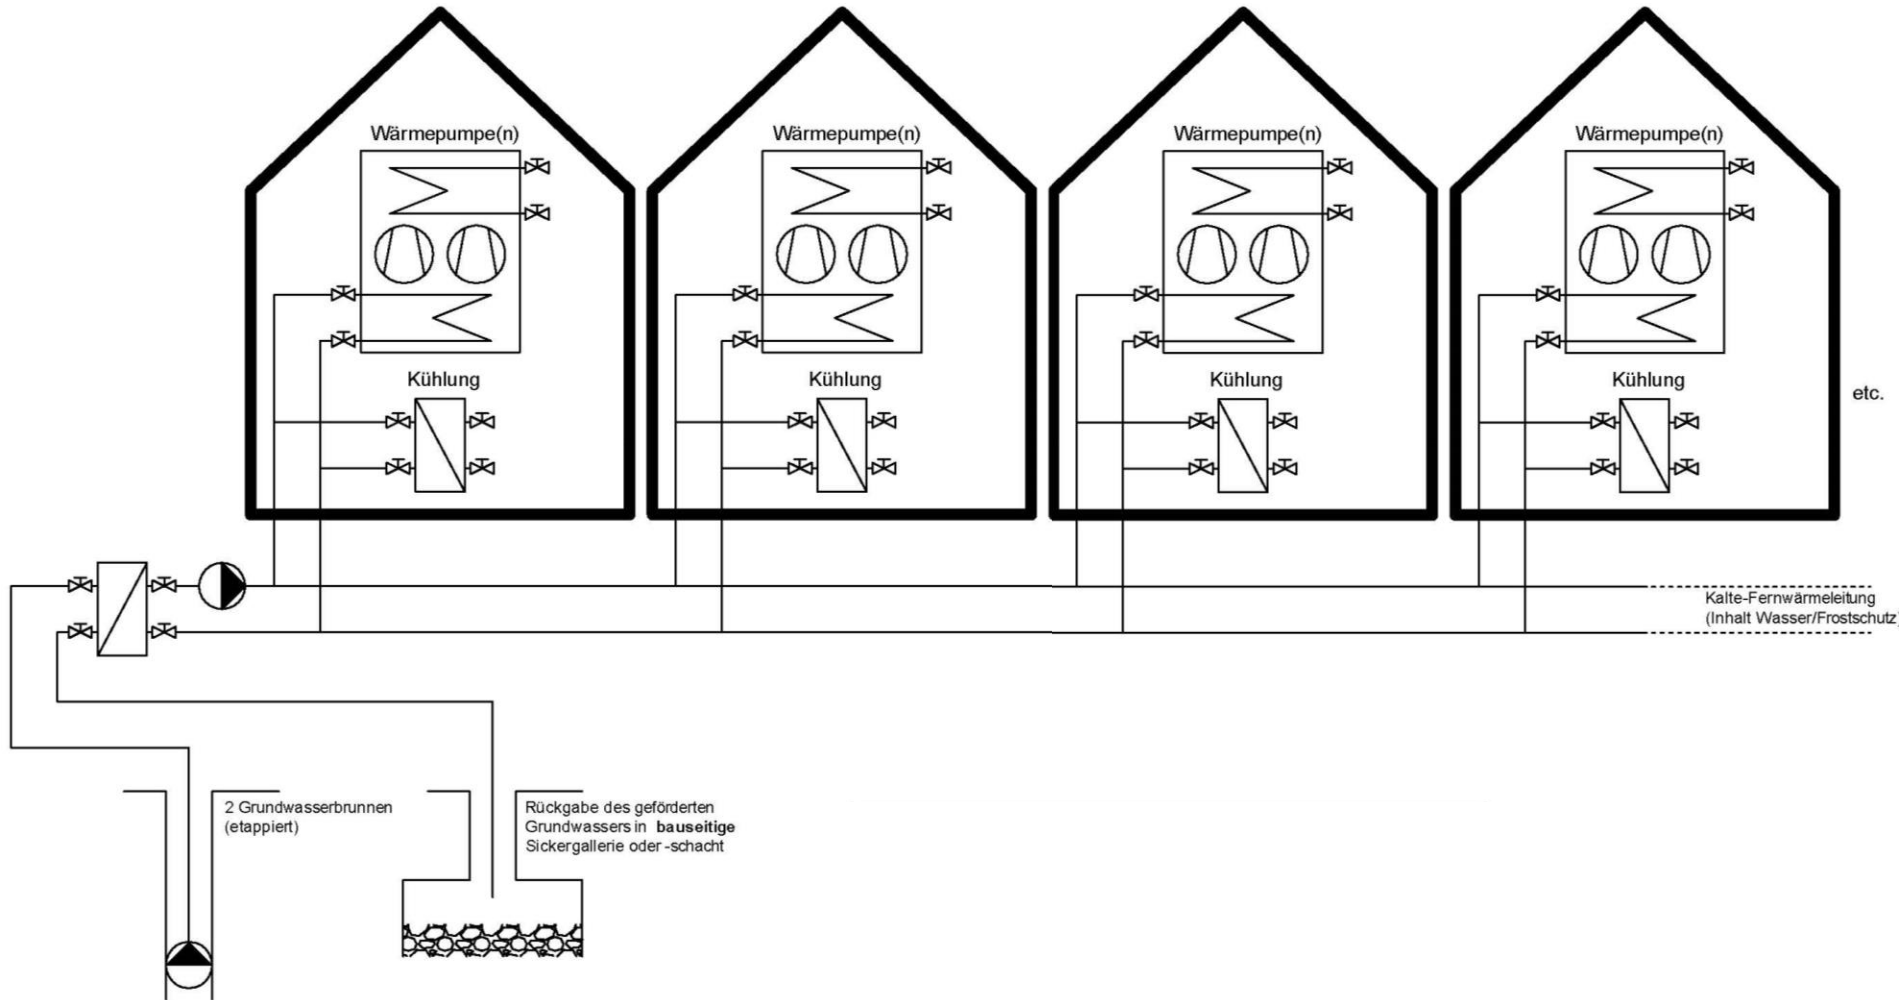 Wärmepumpe(n)
Wärmepumpe(n)
Wärmepumpe(n)
Wärmepumpe(n)
Kühlung
Kühlung
Kühlung
Kühlung
etc.
Kalte-Fernwärmeleitung
(Inhalt Wasser/Frostschutz)
2 Grundwasserbrunnen
(etappiert)
Rückgabe des geförderten
Grundwassers in bauseitige
Sickergallerie oder -schacht